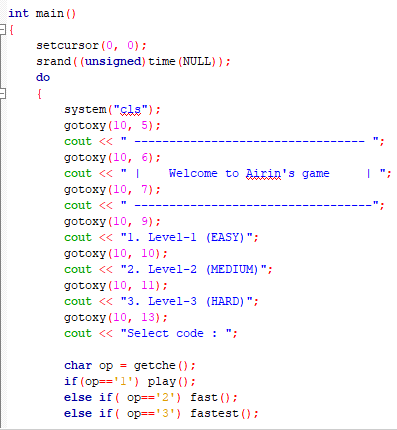 int main()
{
setcursor(0, 0);
srand((unsigned)time(NULL));
do
{
system("cls");
gotoxy(10, 5);
cout << " --------------------------------- ";
gotoxy(10, 6);
cout << " |    Welcome to Airin's game     | ";
gotoxy(10, 7);
cout << " ----------------------------------";
gotoxy(10, 9);
cout << "1. Level-1 (EASY)";
gotoxy(10, 10);
cout << "2. Level-2 (MEDIUM)";
gotoxy(10, 11);
cout << "3. Level-3 (HARD)";
gotoxy(10, 13);
cout << "Select code : ";
char op = getche();
if(op=='1') play();
else if( op=='2') fast();
else if( op=='3') fastest();